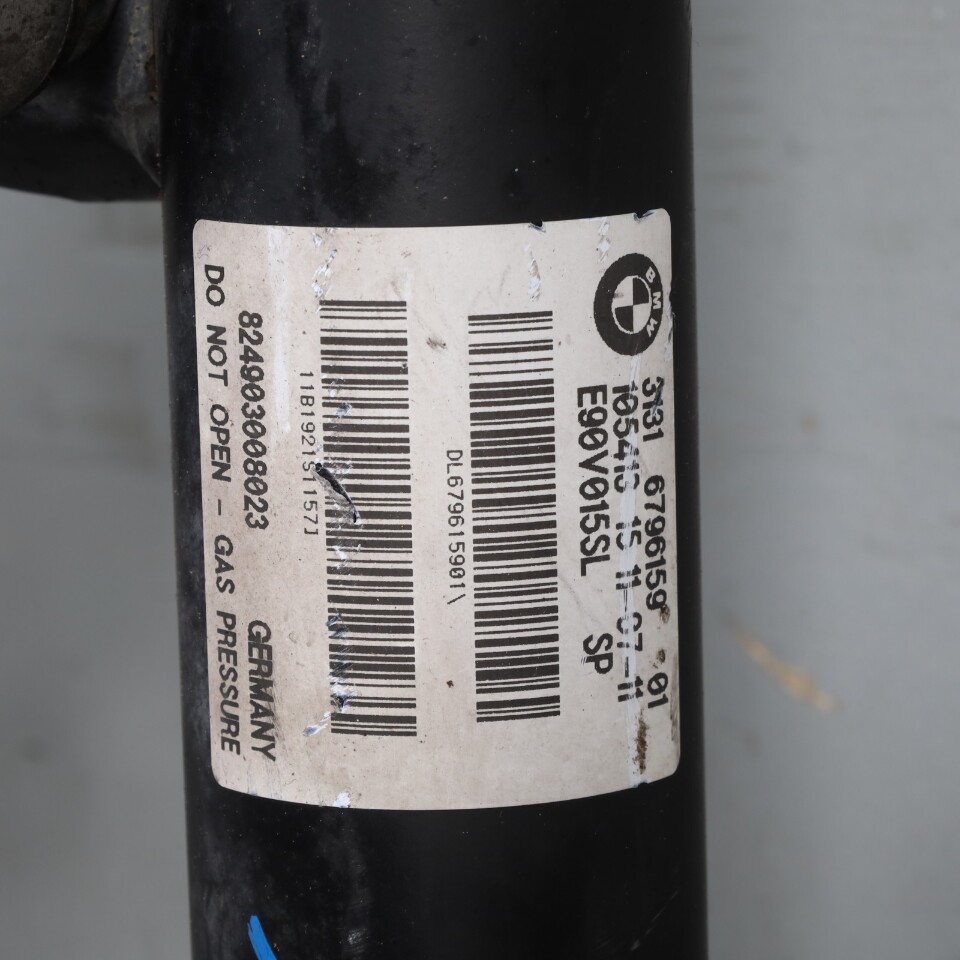 BMW
3131 6796159 .01
105413 15 11-07-11
E90V015SL SP
DL679615901\
11B1921S1157J
824903008023 GERMANY
DO NOT OPEN - GAS PRESSURE